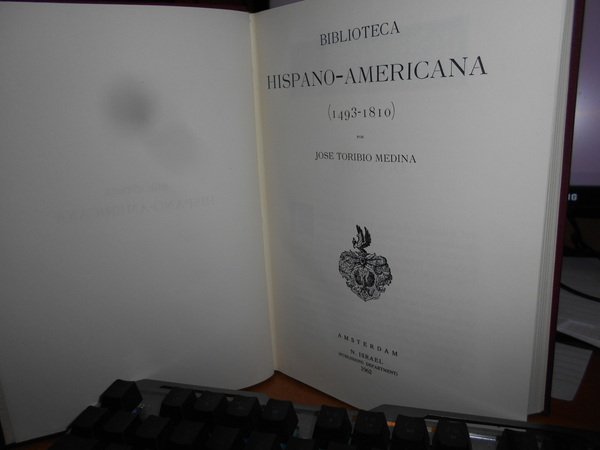 BIBLIOTECA
HISPANO-AMERICANA
(1493-1810)
POR
JOSE TORIBIO MEDINA
AMSTERDAM
N. ISRAEL
PUBLISHING DEPARTMENT
1962